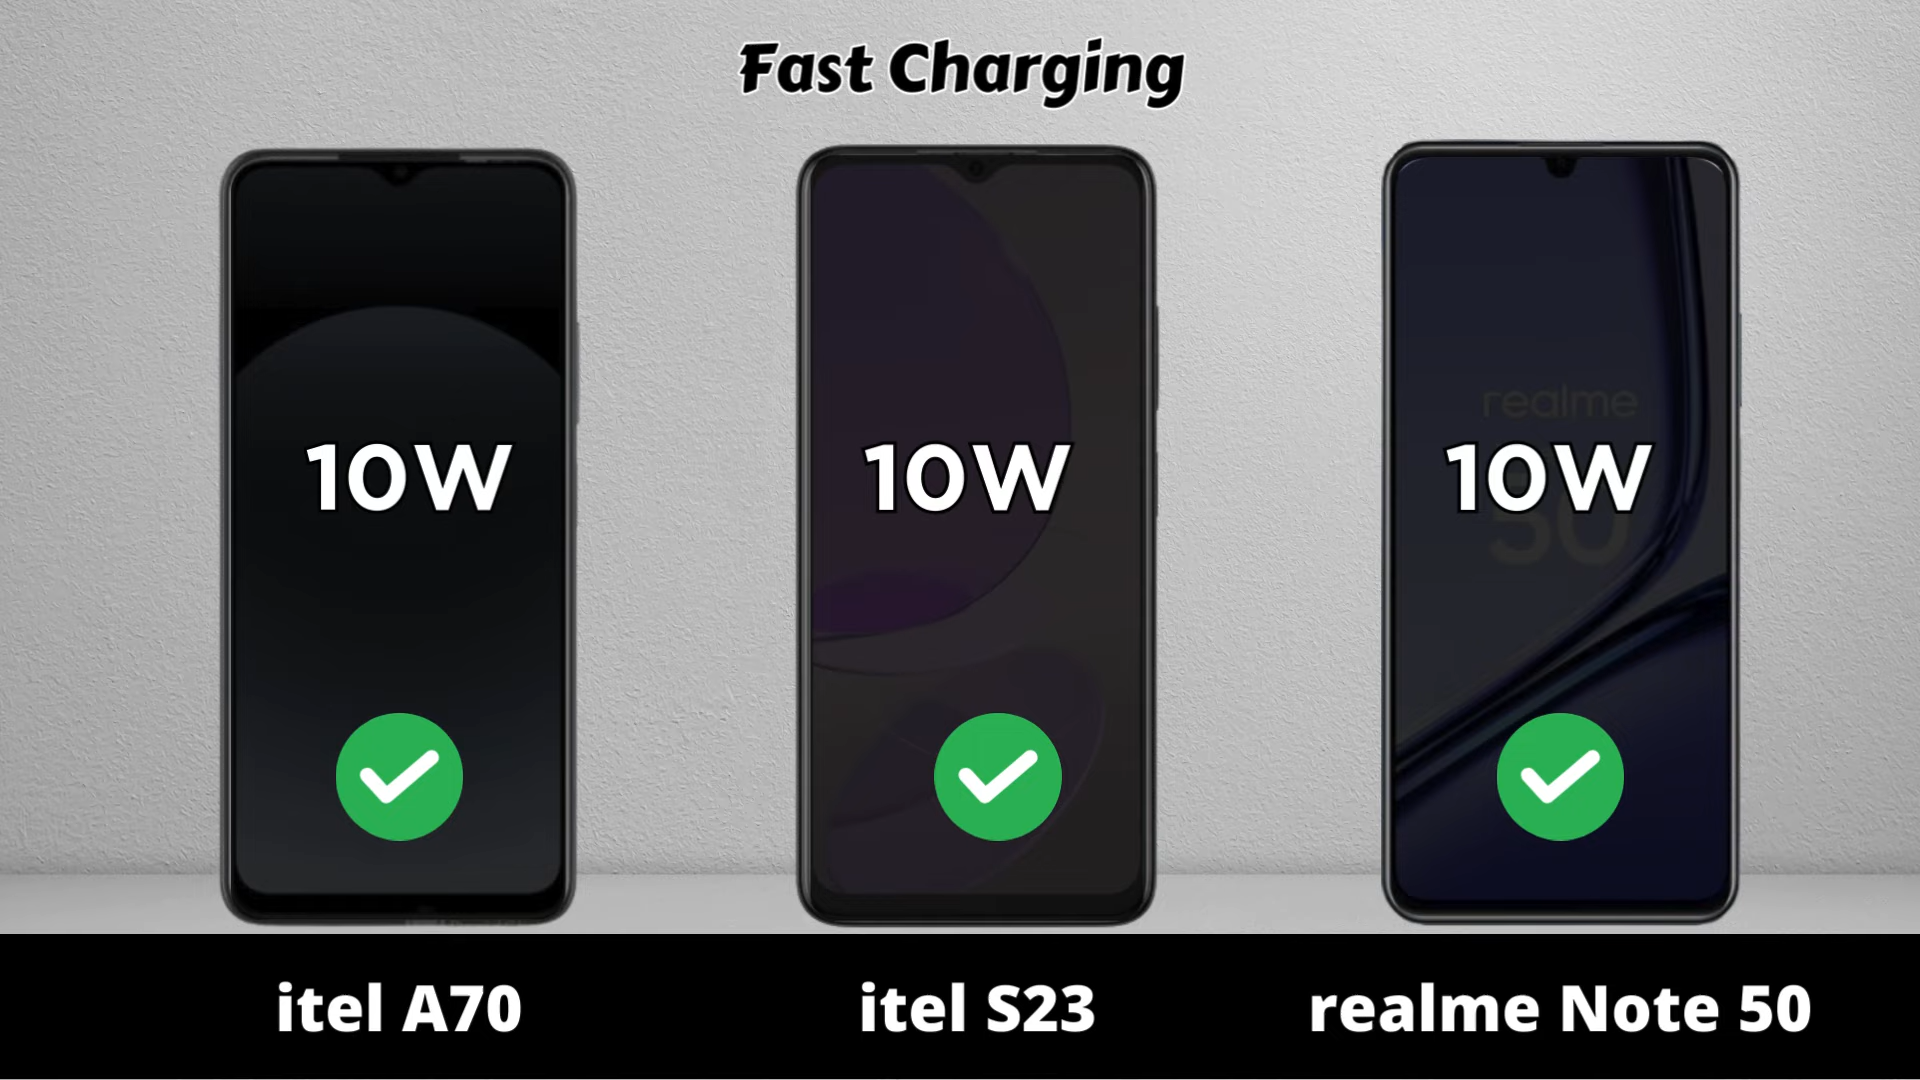 Fast Charging
realme
50
10W
10W
10W
itel A70
itel S23
realme Note 50